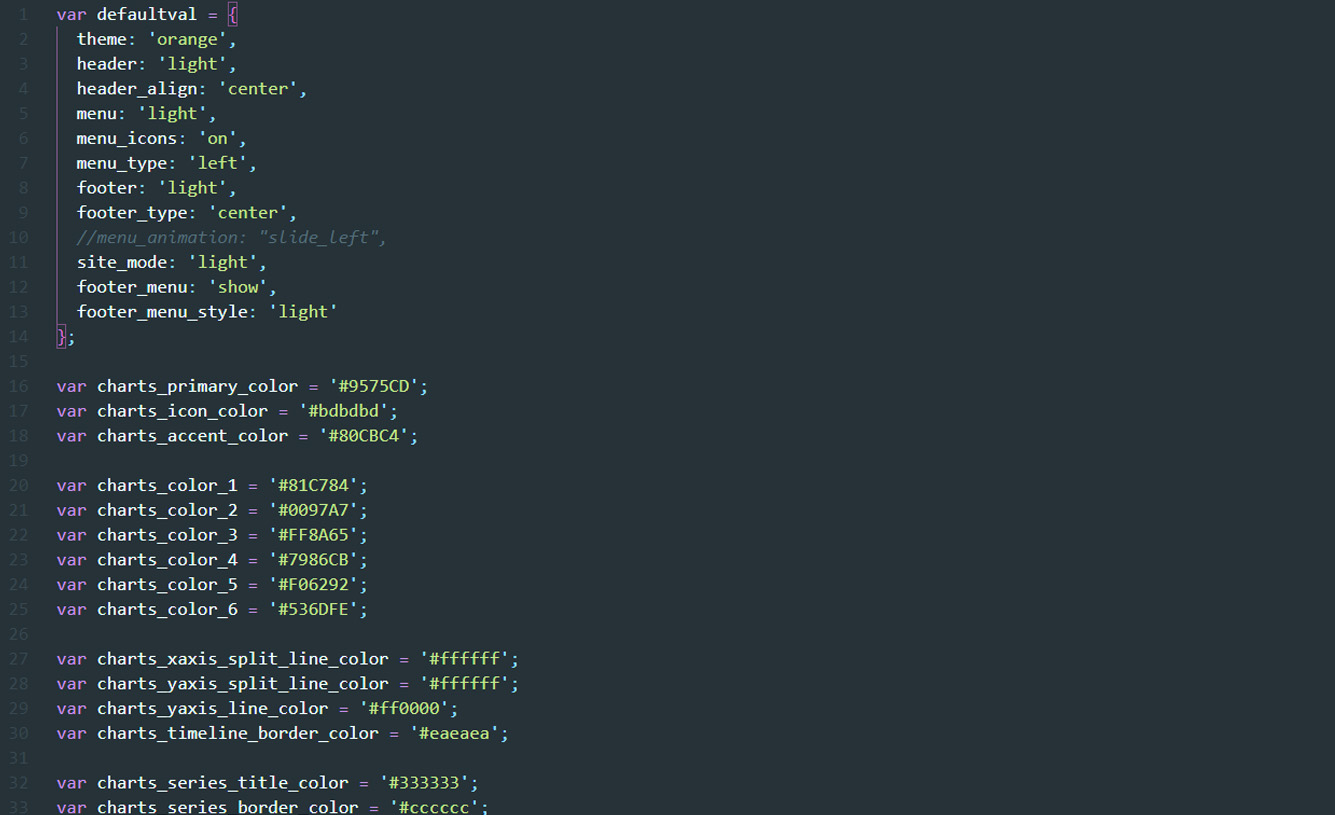 1 var defaultval = {
2 theme: 'orange',
3 header: 'light',
4 header_align: 'center',
5 menu: 'light',
6 menu_icons: 'on',
7 menu_type: 'left',
8 footer: 'light',
9 footer_type: 'center',
10 //menu_animation: "slide_left",
11 site_mode: 'light',
12 footer_menu: 'show',
13 footer_menu_style: 'light'
14 };
15
16 var charts_primary_color = '#9575CD';
17 var charts_icon_color = '#bdbdbd';
18 var charts_accent_color = '#80CBC4';
19
20 var charts_color_1 = '#81C784';
21 var charts_color_2 = '#0097A7';
22 var charts_color_3 = '#FF8A65';
23 var charts_color_4 = '#7986CB';
24 var charts_color_5 = '#F06292';
25 var charts_color_6 = '#536DFE';
26
27 var charts_xaxis_split_line_color = '#ffffff';
28 var charts_yaxis_split_line_color = '#ffffff';
29 var charts_yaxis_line_color = '#ff0000';
30 var charts_timeline_border_color = '#eaeaea';
31
32 var charts_series_title_color = '#333333';
33 var charts_series_border_color = '#cccccc';